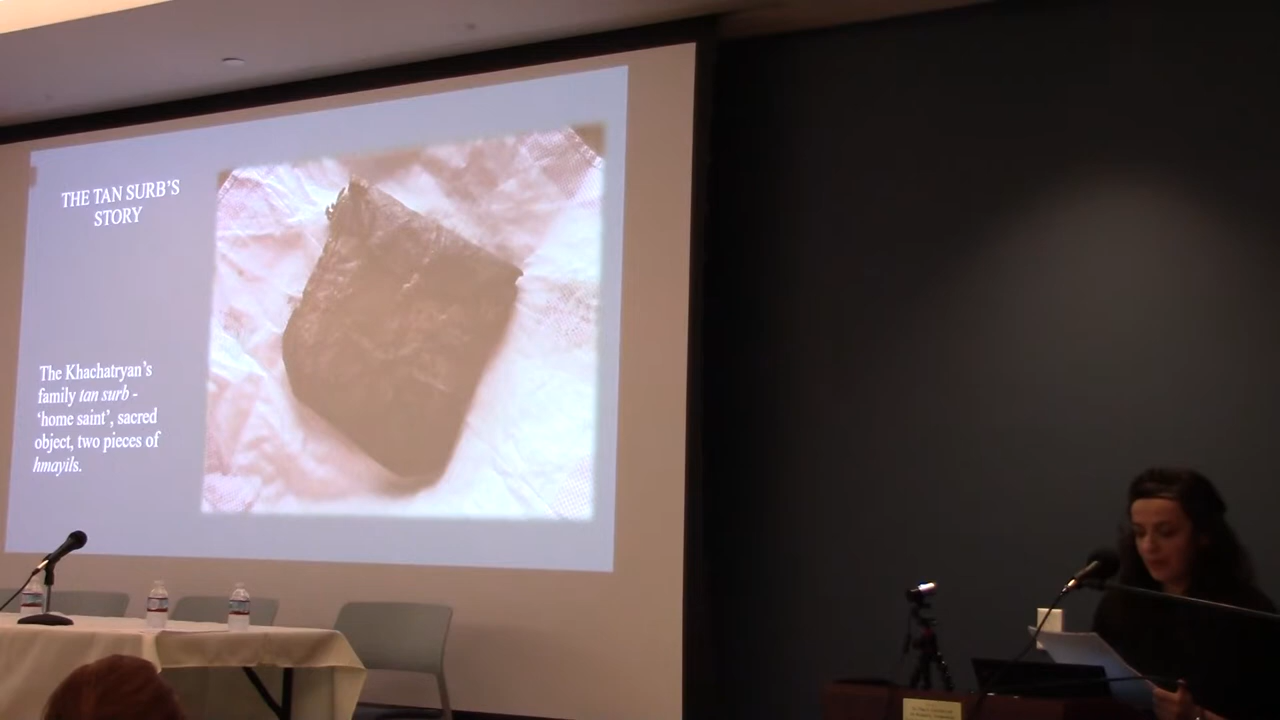 THE TAN SURB'S
STORY
The Khachatryan's
family tan surb -
'home saint', sacred
object, two pieces of
hmayils.